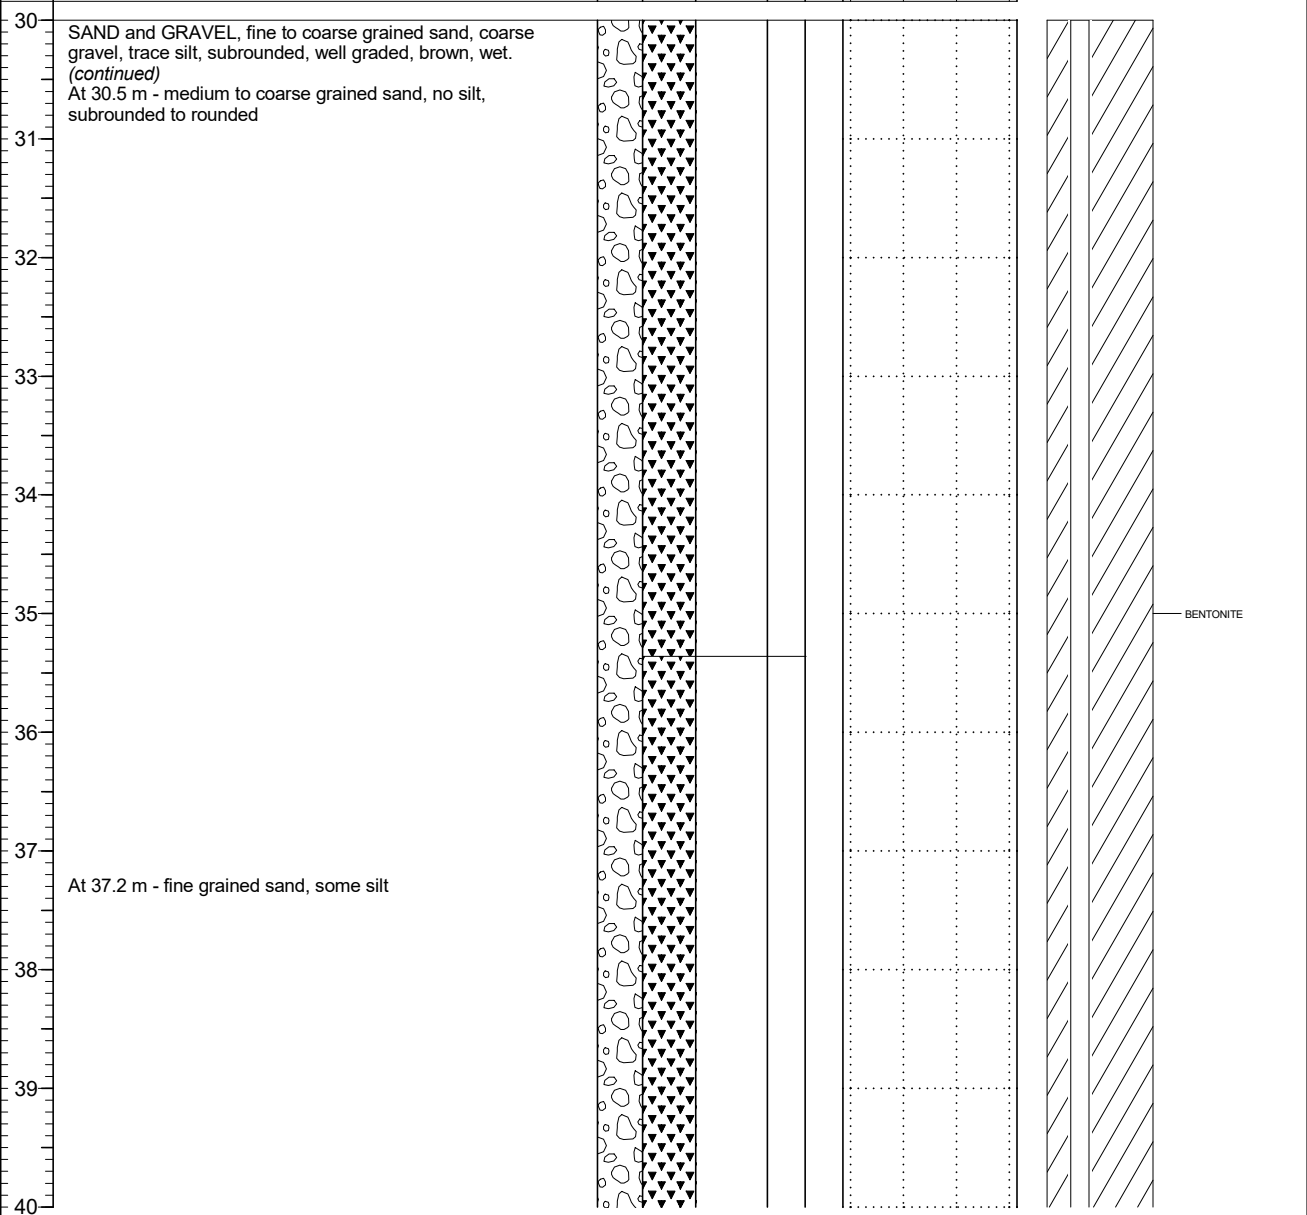 30
SAND and GRAVEL, fine to coarse grained sand, coarse
gravel, trace silt, subrounded, well graded, brown, wet.
(continued)
At 30.5 m - medium to coarse grained sand, no silt,
subrounded to rounded
31
32
33
34
35
BENTONITE
36
37
At 37.2 m - fine grained sand, some silt
38
39
40